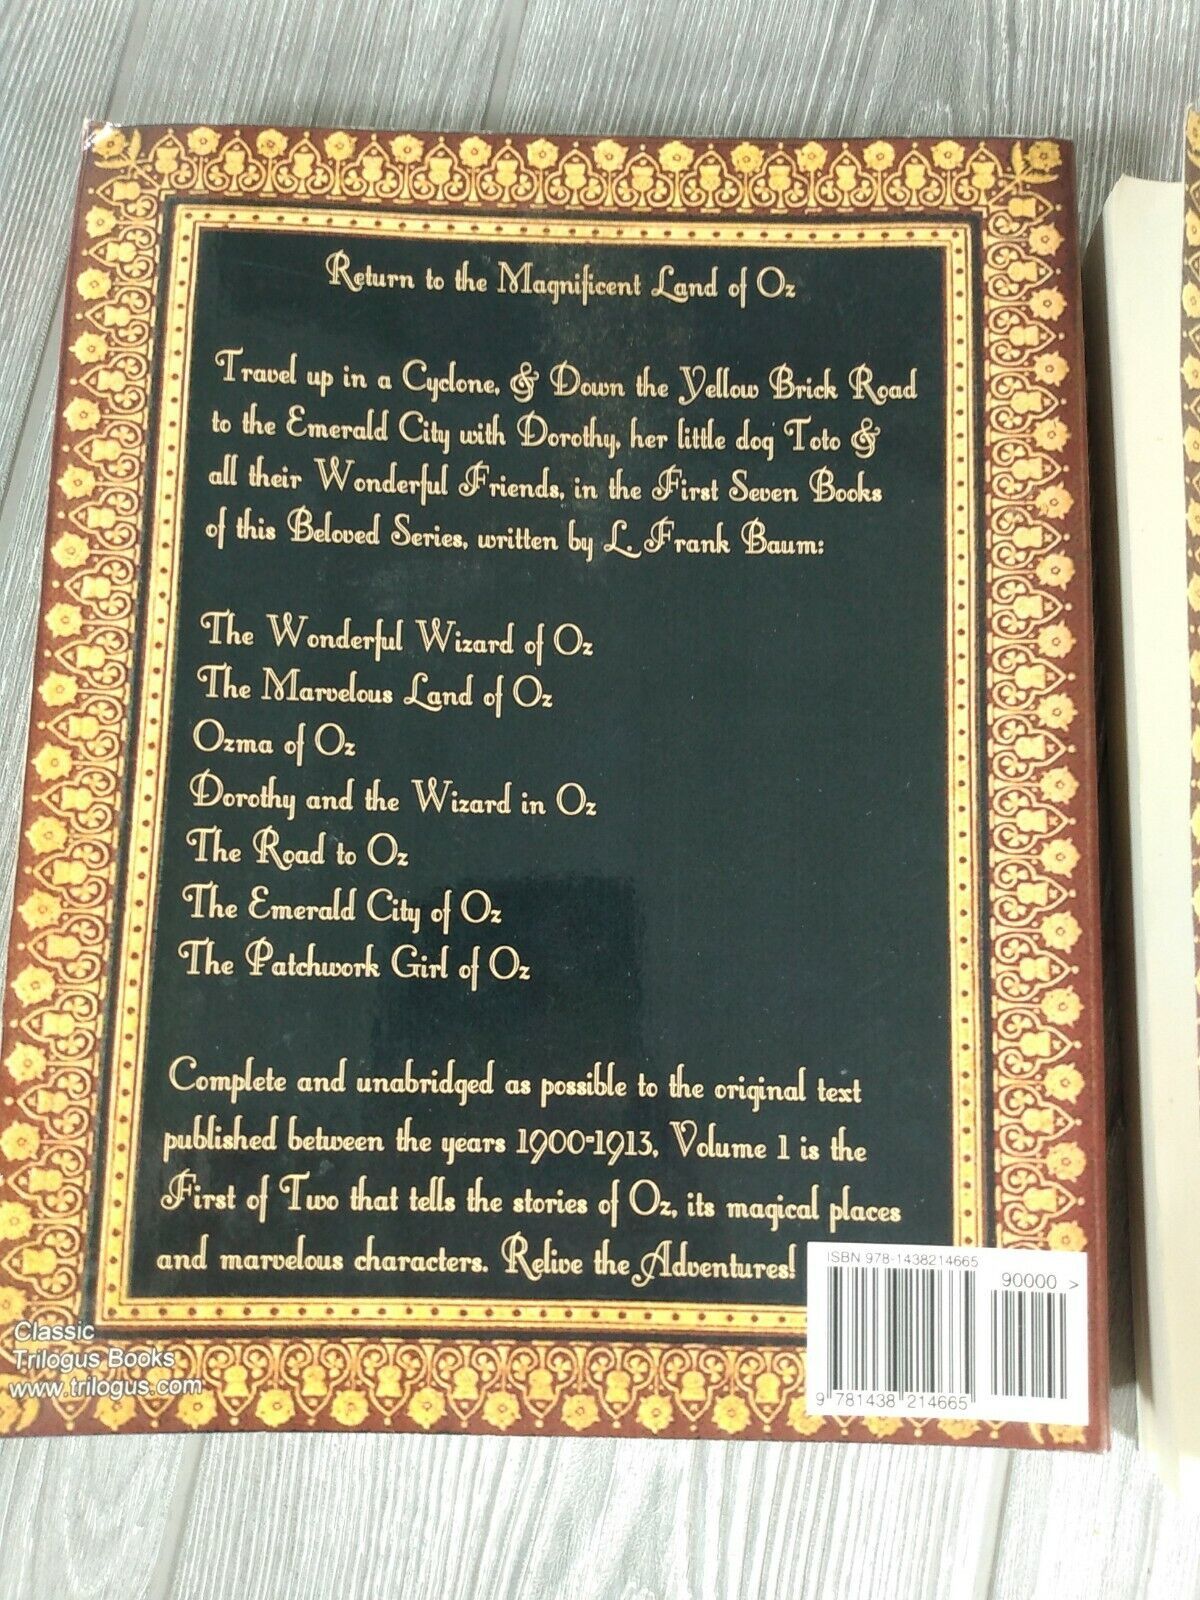 Return to the Magnificent Land of Oz
Travel up in a Cyclone, & Down the Yellow Brick Road
to the Emerald City with Dorothy, her little dog Toto &
all their Wonderful Friends, in the First Seven Books
of this Beloved Series, written by L. Frank Baum:
The Wonderful Wizard of Oz
The Marvelous Land of Oz
Ozma of Oz
Dorothy and the Wizard in Oz
The Road to Oz
The Emerald City of Oz
The Patchwork Girl of Oz
Complete and unabridged as possible to the original text
published between the years 1900-1913, Volume 1 is the
First of Two that tells the stories of Oz, its magical places
and marvelous characters. Relive the Adventures!
Classic
Trilogus Books
www.trilogus.com
ISBN 978-1438214665
90000 >
9 781438 214665